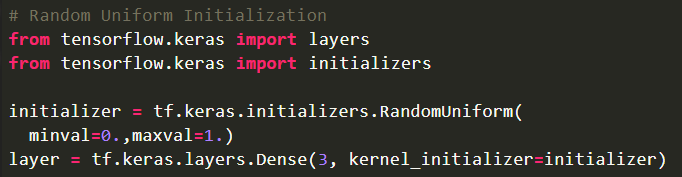 # Random Uniform Initialization
from tensorflow.keras import layers
from tensorflow.keras import initializers
initializer = tf.keras.initializers.RandomUniform(
minval=0.,maxval=1.)
layer = tf.keras.layers.Dense(3, kernel_initializer=initializer)